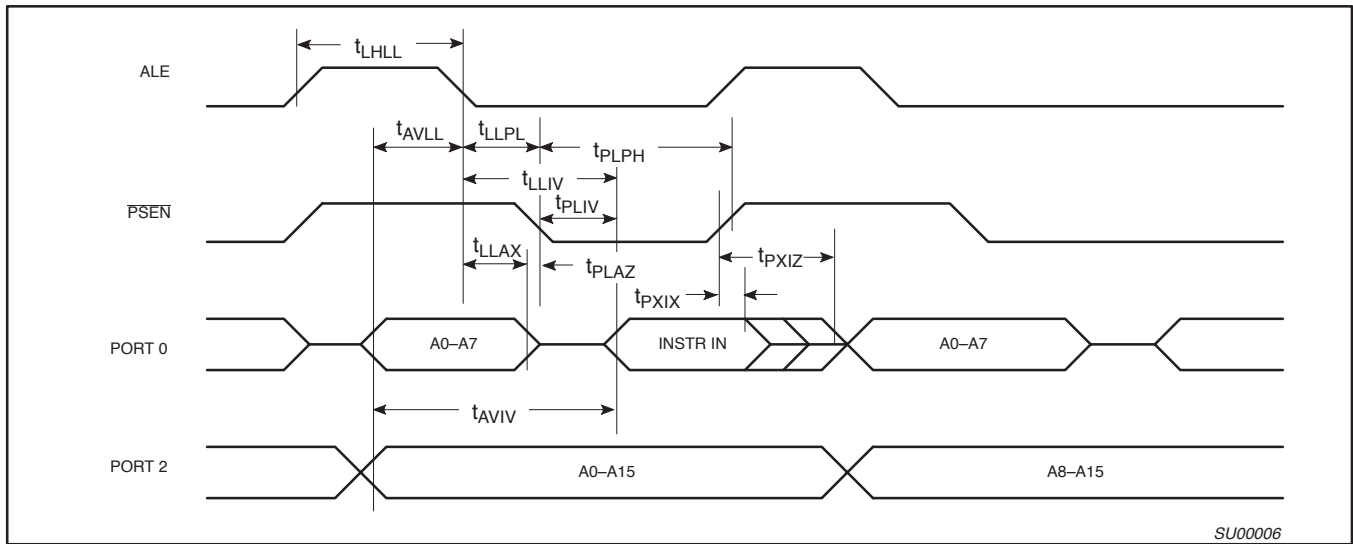 tLHLL
ALE
tAVLL
tLLPL
tPLPH
tLLIV
PSEN
tPLIV
tLLAX
tPLAZ
tPXIZ
tPXIX
PORT 0
A0–A7
INSTR IN
A0–A7
tAVIV
PORT 2
A0–A15
A8–A15
SU00006